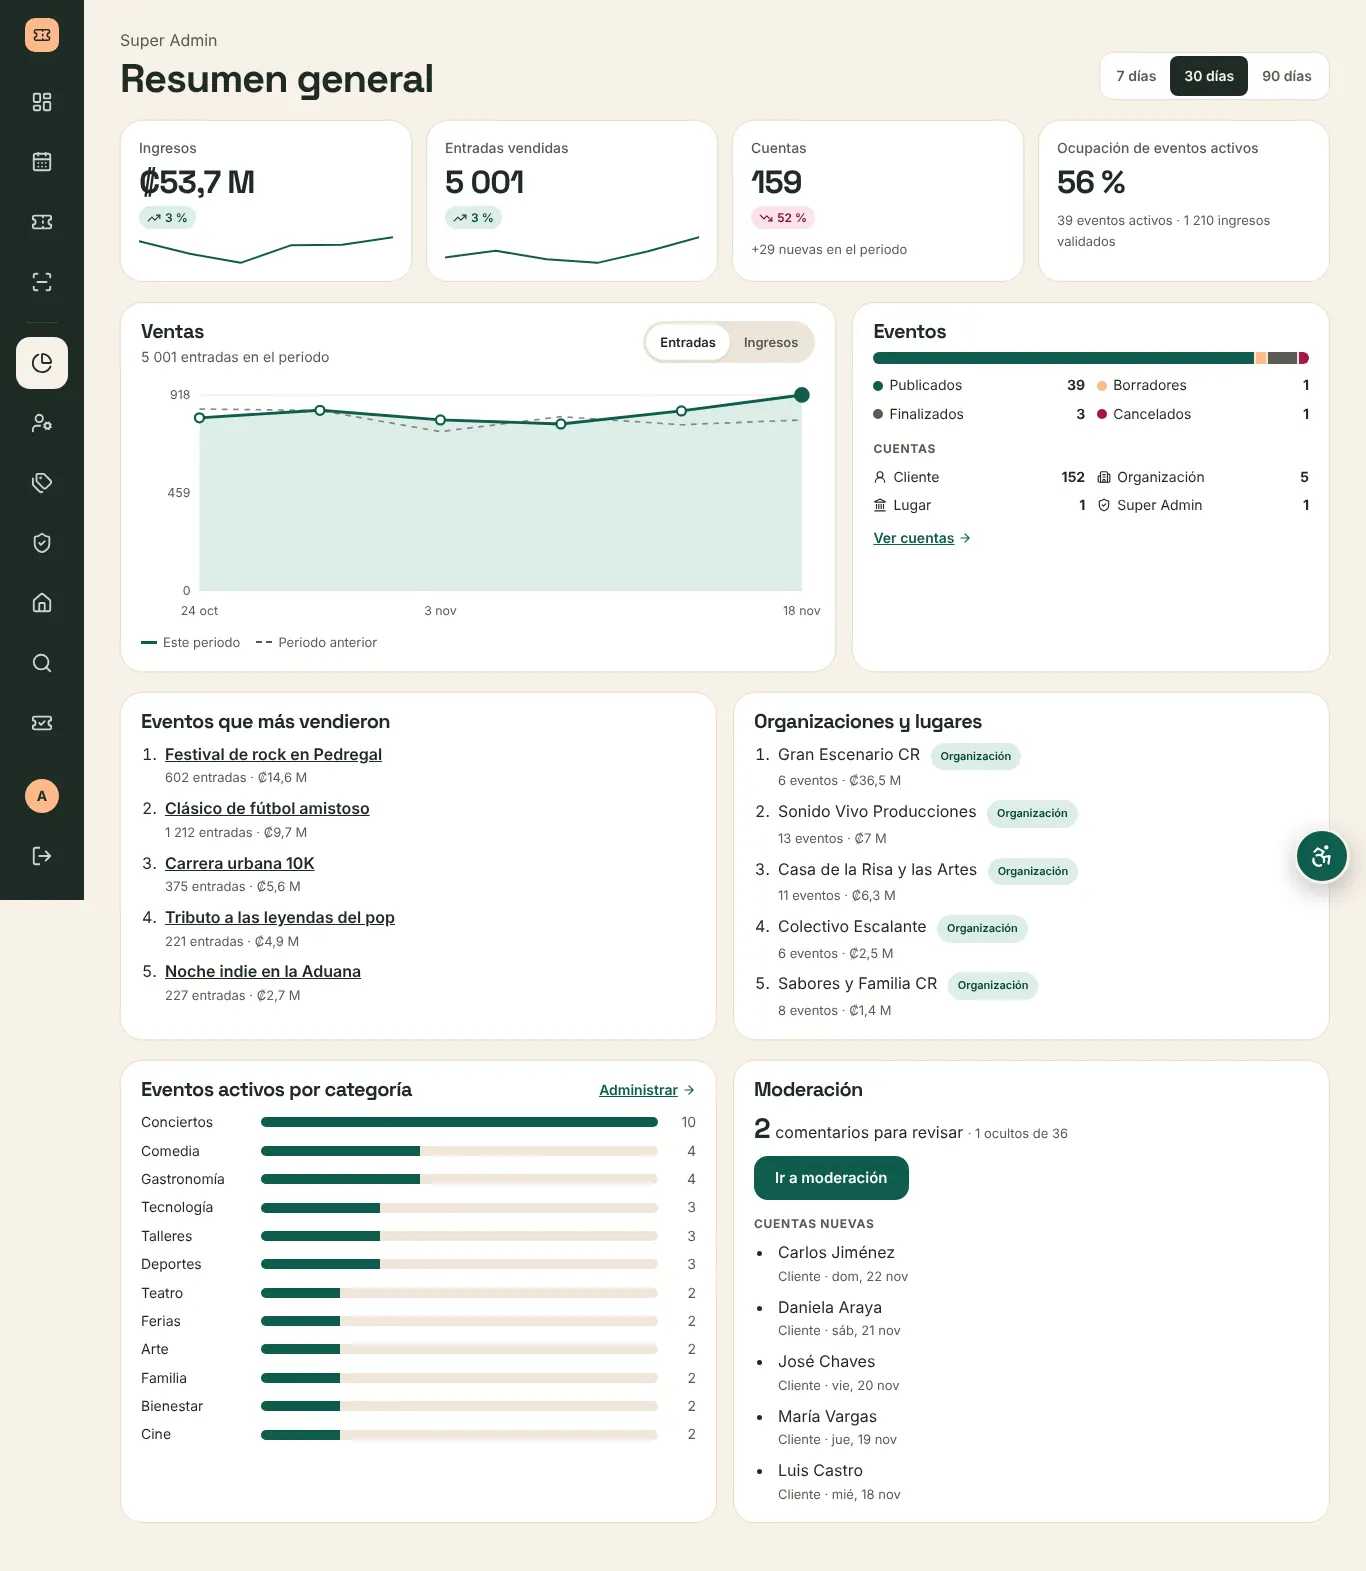 Super Admin
Resumen general
7 días
30 días
90 días
Ingresos
₡53,7 M
3 %
Entradas vendidas
5 001
3 %
Cuentas
159
52 %
+29 nuevas en el periodo
Ocupación de eventos activos
56 %
39 eventos activos · 1 210 ingresos
validados
Ventas
5 001 entradas en el periodo
Entradas
Ingresos
918
459
0
24 oct
3 nov
18 nov
Este periodo
Periodo anterior
Eventos
Publicados 39
Borradores 1
Finalizados 3
Cancelados 1
CUENTAS
Cliente 152
Organización 5
Lugar 1
Super Admin 1
Ver cuentas →
Eventos que más vendieron
1. Festival de rock en Pedregal
602 entradas · ₡14,6 M
2. Clásico de fútbol amistoso
1 212 entradas · ₡9,7 M
3. Carrera urbana 10K
375 entradas · ₡5,6 M
4. Tributo a las leyendas del pop
221 entradas · ₡4,9 M
5. Noche indie en la Aduana
227 entradas · ₡2,7 M
Organizaciones y lugares
1. Gran Escenario CR Organización
6 eventos · ₡36,5 M
2. Sonido Vivo Producciones Organización
13 eventos · ₡7 M
3. Casa de la Risa y las Artes Organización
11 eventos · ₡6,3 M
4. Colectivo Escalante Organización
6 eventos · ₡2,5 M
5. Sabores y Familia CR Organización
8 eventos · ₡1,4 M
Eventos activos por categoría
Administrar →
Conciertos 10
Comedia 4
Gastronomía 4
Tecnología 3
Talleres 3
Deportes 3
Teatro 2
Ferias 2
Arte 2
Familia 2
Bienestar 2
Cine 2
Moderación
2 comentarios para revisar · 1 ocultos de 36
Ir a moderación
CUENTAS NUEVAS
• Carlos Jiménez
Cliente · dom, 22 nov
• Daniela Araya
Cliente · sáb, 21 nov
• José Chaves
Cliente · vie, 20 nov
• María Vargas
Cliente · jue, 19 nov
• Luis Castro
Cliente · mié, 18 nov
A